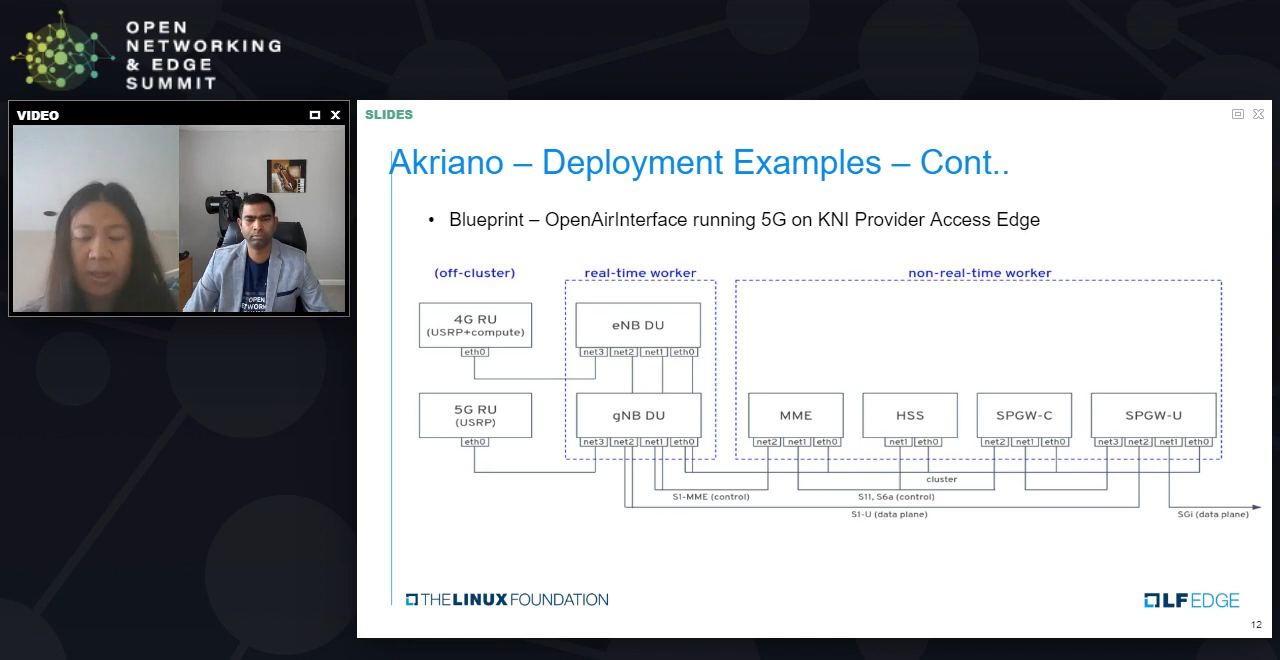 OPEN
NETWORKING
& EDGE
SUMMIT
VIDEO
SLIDES
Akriano – Deployment Examples – Cont..
• Blueprint – OpenAirInterface running 5G on KNI Provider Access Edge
(off-cluster)
real-time worker
non-real-time worker
4G RU
(USRP+compute)
eth0
eNB DU
net3 net2 net1 eth0
5G RU
(USRP)
eth0
gNB DU
net3 net2 net1 eth0
MME
net2 net1 eth0
HSS
net1 eth0
SPGW-C
net2 net1 eth0
SPGW-U
net3 net2 net1 eth0
cluster
S1-MME (control)
S11, S6a (control)
S1-U (data plane)
SGi (data plane)
THE LINUX FOUNDATION
LF EDGE
12
OPEN
NETWORK
SUMMIT